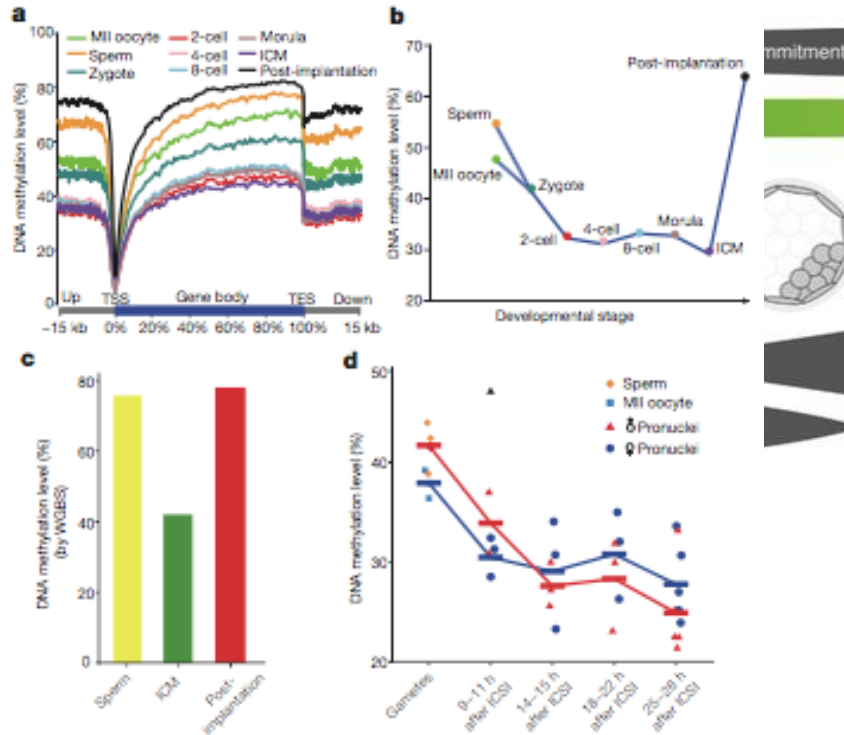 a
100
80
60
40
20
0
DNA methylation level (%)
MII oocyte
Sperm
Zygote
2-cell
4-cell
8-cell
Morula
ICM
Post-implantation
Up
TSS
Gene body
TES
Down
−15 kb
0%
20%
40%
60%
80%
100%
15 kb
b
70
60
50
40
30
20
DNA methylation level (%)
Sperm
MII oocyte
Zygote
2-cell
4-cell
8-cell
Morula
ICM
Post-Implantation
Developmental stage
mmitment
c
80
60
40
20
0
DNA methylation level (%)
(by WGBS)
Sperm
ICM
Post-
implantation
d
50
40
30
20
DNA methylation level (%)
Sperm
MII oocyte
♂ Pronuclei
♀ Pronuclei
Gametes
9–11 h
after ICSI
14–15 h
after ICSI
18–22 h
after ICSI
25–28 h
after ICSI